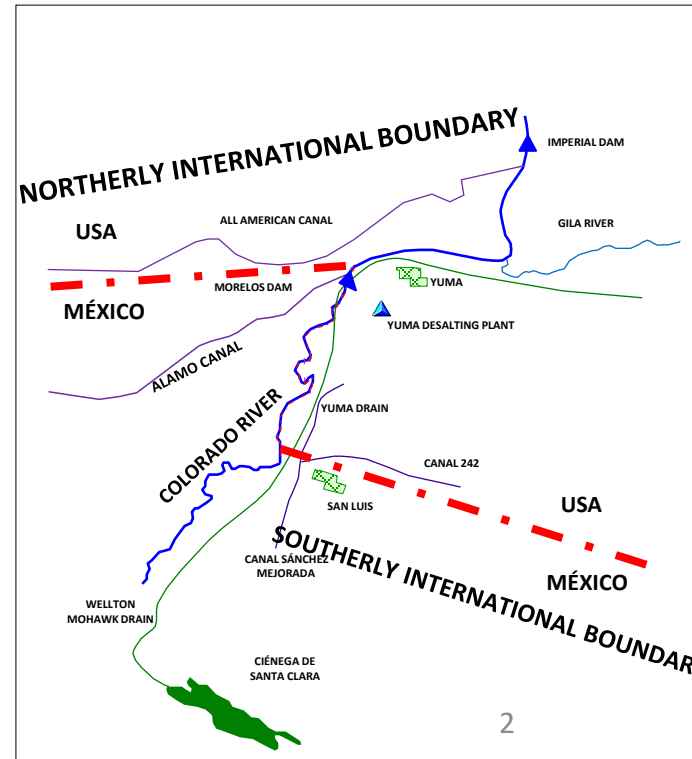 NORTHERLY INTERNATIONAL BOUNDARY
IMPERIAL DAM
ALL AMERICAN CANAL
GILA RIVER
USA
MORELOS DAM
YUMA
MÉXICO
YUMA DESALTING PLANT
ALAMO CANAL
YUMA DRAIN
COLORADO RIVER
CANAL 242
USA
SAN LUIS
SOUTHERLY INTERNATIONAL BOUNDAR
CANAL SÁNCHEZ
MEJORADA
MÉXICO
WELLTON
MOHAWK DRAIN
CIÉNEGA DE
SANTA CLARA
2